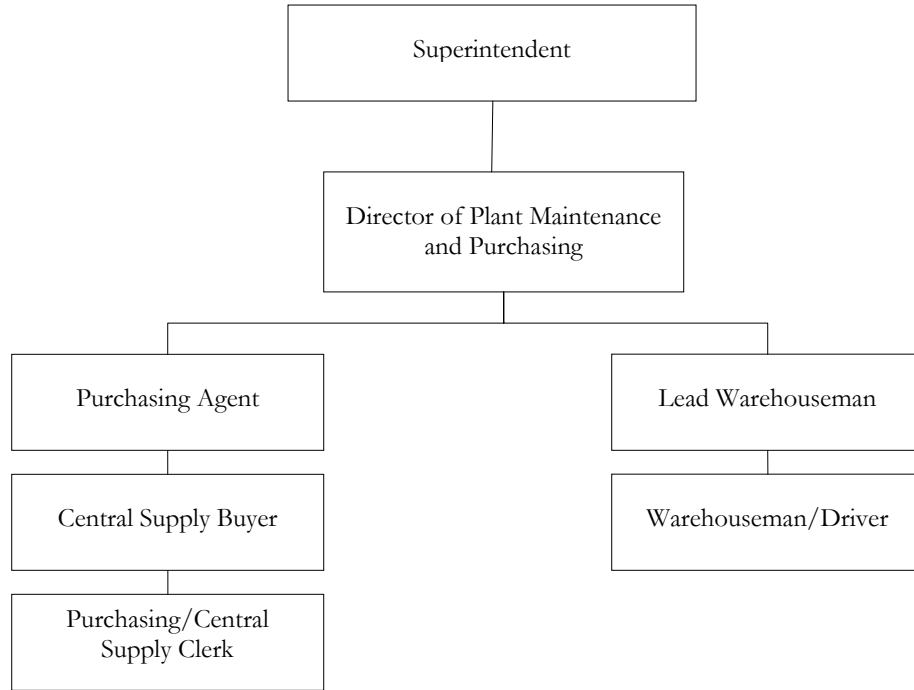 Superintendent
Director of Plant Maintenance
and Purchasing
Purchasing Agent
Lead Warehouseman
Central Supply Buyer
Warehouseman/Driver
Purchasing/Central
Supply Clerk